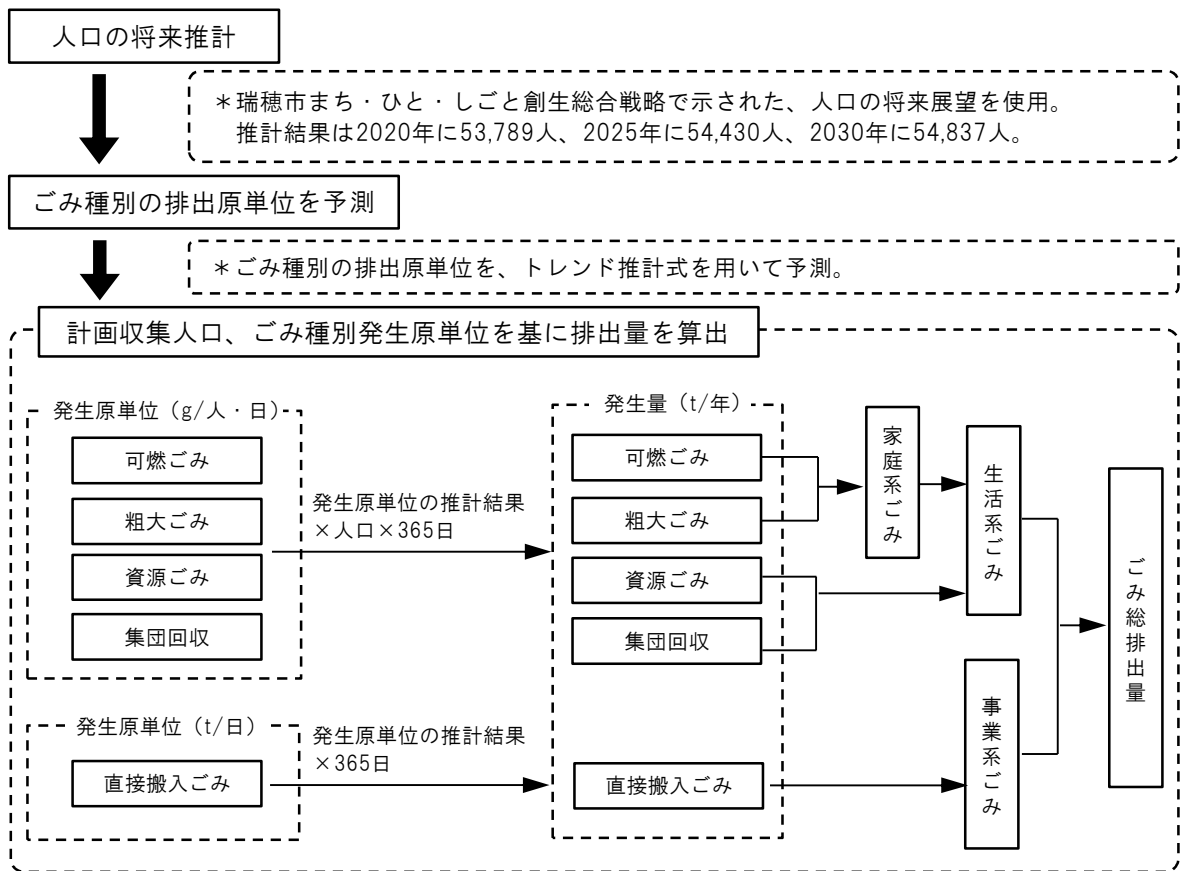 人口の将来推計
＊瑞穂市まち・ひと・しごと創生総合戦略で示された、人口の将来展望を使用。
推計結果は2020年に53,789人、2025年に54,430人、2030年に54,837人。
ごみ種別の排出原単位を予測
＊ごみ種別の排出原単位を、トレンド推計式を用いて予測。
計画収集人口、ごみ種別発生原単位を基に排出量を算出
発生原単位（g/人・日）
可燃ごみ
粗大ごみ
資源ごみ
集団回収
発生原単位の推計結果
×人口×365日
発生量（t/年）
可燃ごみ
粗大ごみ
資源ごみ
集団回収
家庭系ごみ
生活系ごみ
ごみ総排出量
発生原単位（t/日）
直接搬入ごみ
発生原単位の推計結果
×365日
直接搬入ごみ
事業系ごみ